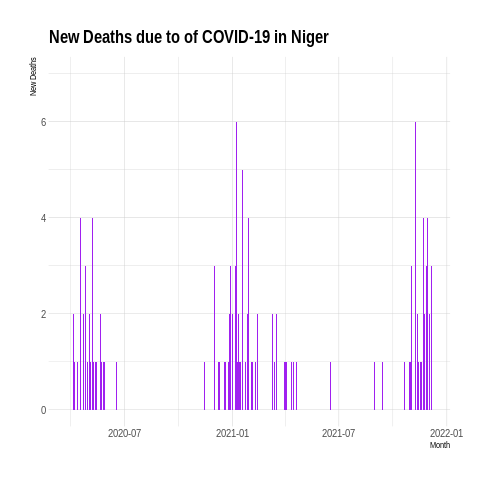 New Deaths due to of COVID-19 in Niger
New Deaths
6
4
2
0
2020-07 2021-01 2021-07 2022-01
Month